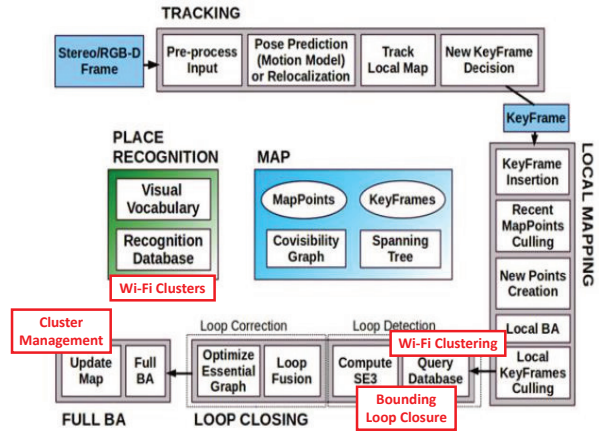 TRACKING
Stereo/RGB-D
Frame
Pre-process
Input
Pose Prediction
(Motion Model)
or Relocalization
Track
Local Map
New KeyFrame
Decision
KeyFrame
PLACE
RECOGNITION
Visual
Vocabulary
Recognition
Database
Wi-Fi Clusters
MAP
MapPoints
KeyFrames
Covisibility
Graph
Spanning
Tree
LOCAL MAPPING
KeyFrame
Insertion
Recent
MapPoints
Culling
New Points
Creation
Local BA
Local
KeyFrames
Culling
Cluster
Management
Update
Map
Full
BA
FULL BA
Loop Correction
Optimize
Essential
Graph
Loop
Fusion
LOOP CLOSING
Loop Detection
Wi-Fi Clustering
Compute
SE3
Query
Database
Bounding
Loop Closure